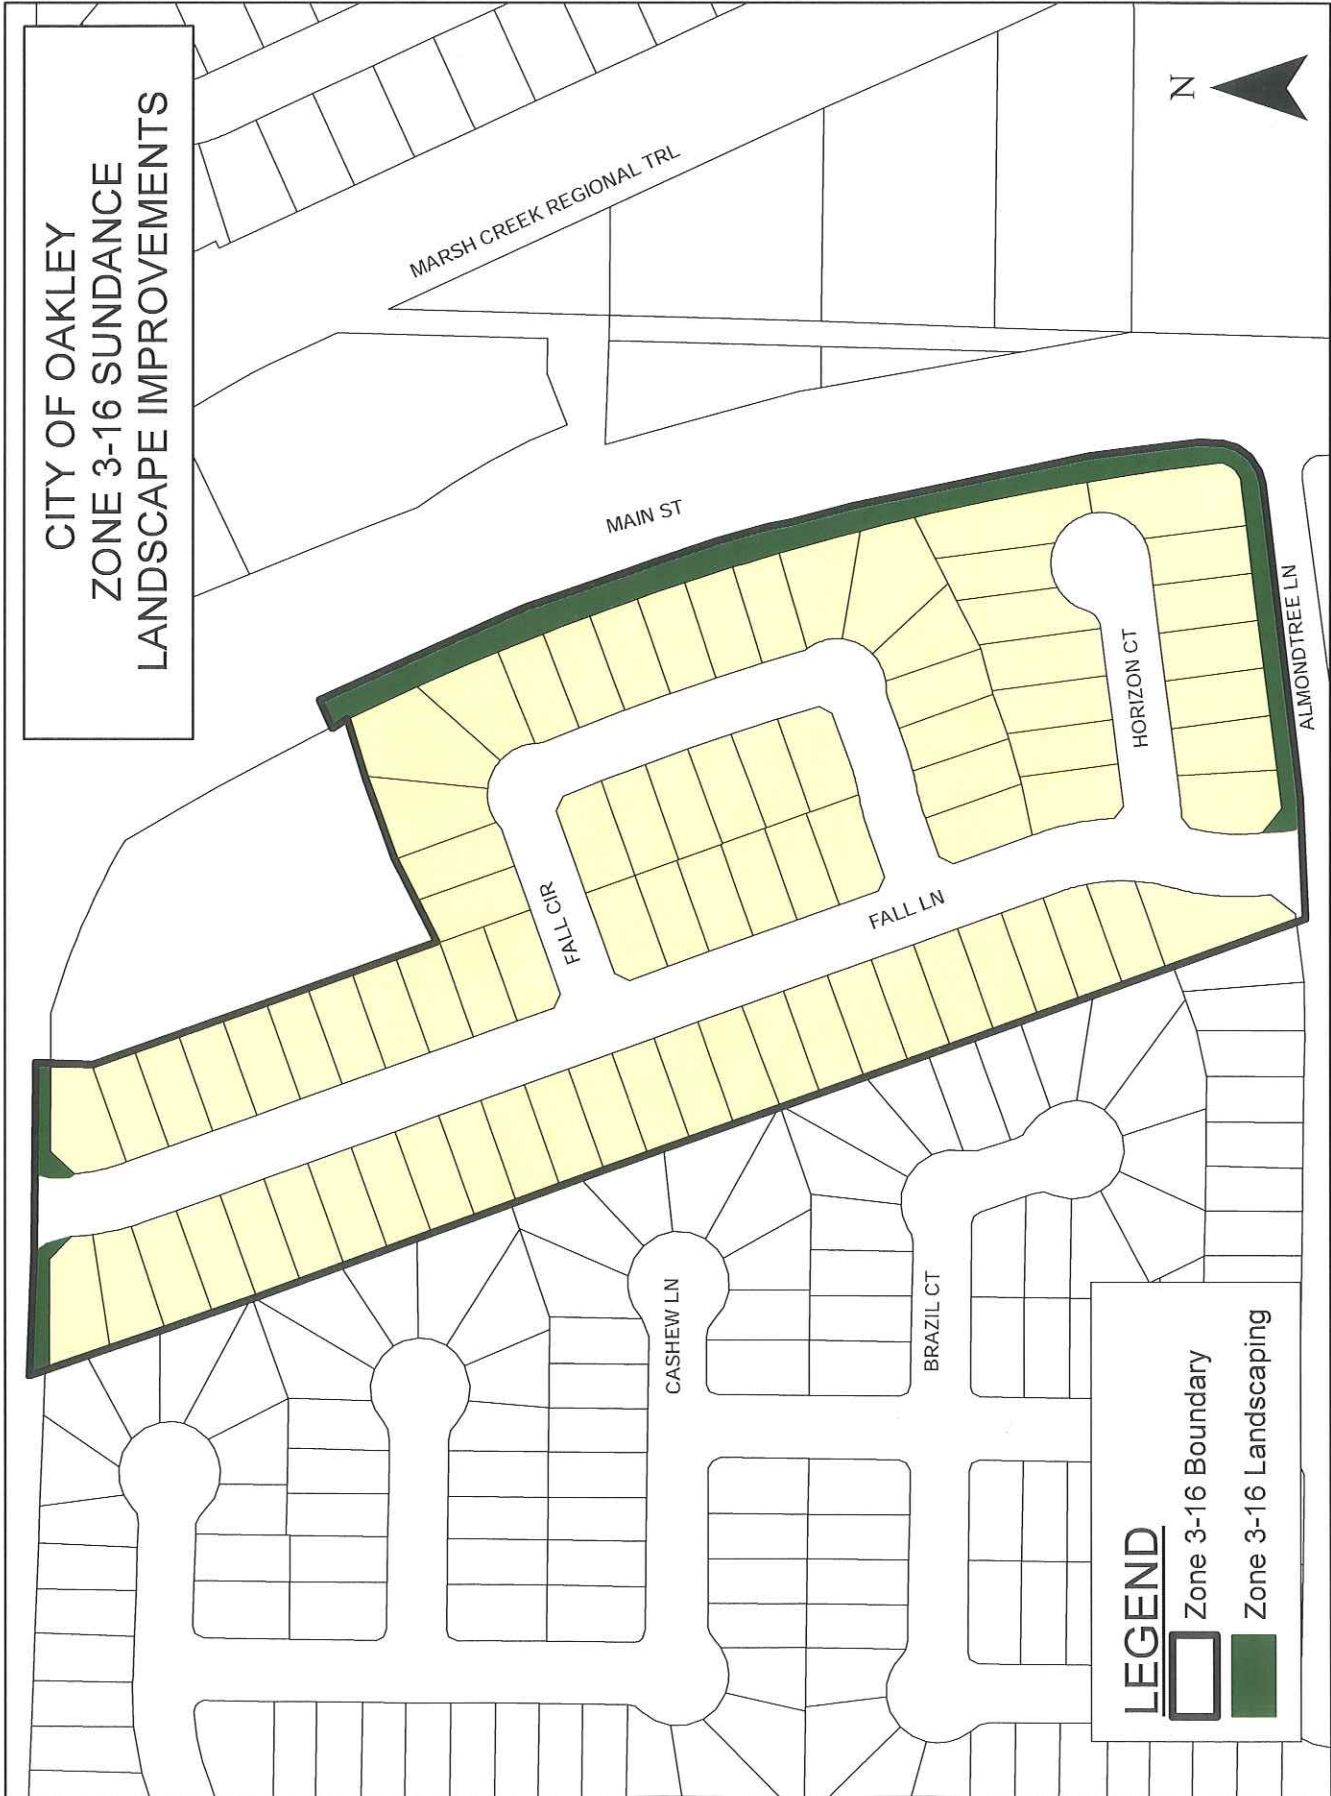 CITY OF OAKLEY
ZONE 3-16 SUNDANCE
LANDSCAPE IMPROVEMENTS
N
MARSH CREEK REGIONAL TRL
MAIN ST
FALL CIR
FALL LN
HORIZON CT
ALMONDTREE LN
CASHEW LN
BRAZIL CT
LEGEND
Zone 3-16 Boundary
Zone 3-16 Landscaping